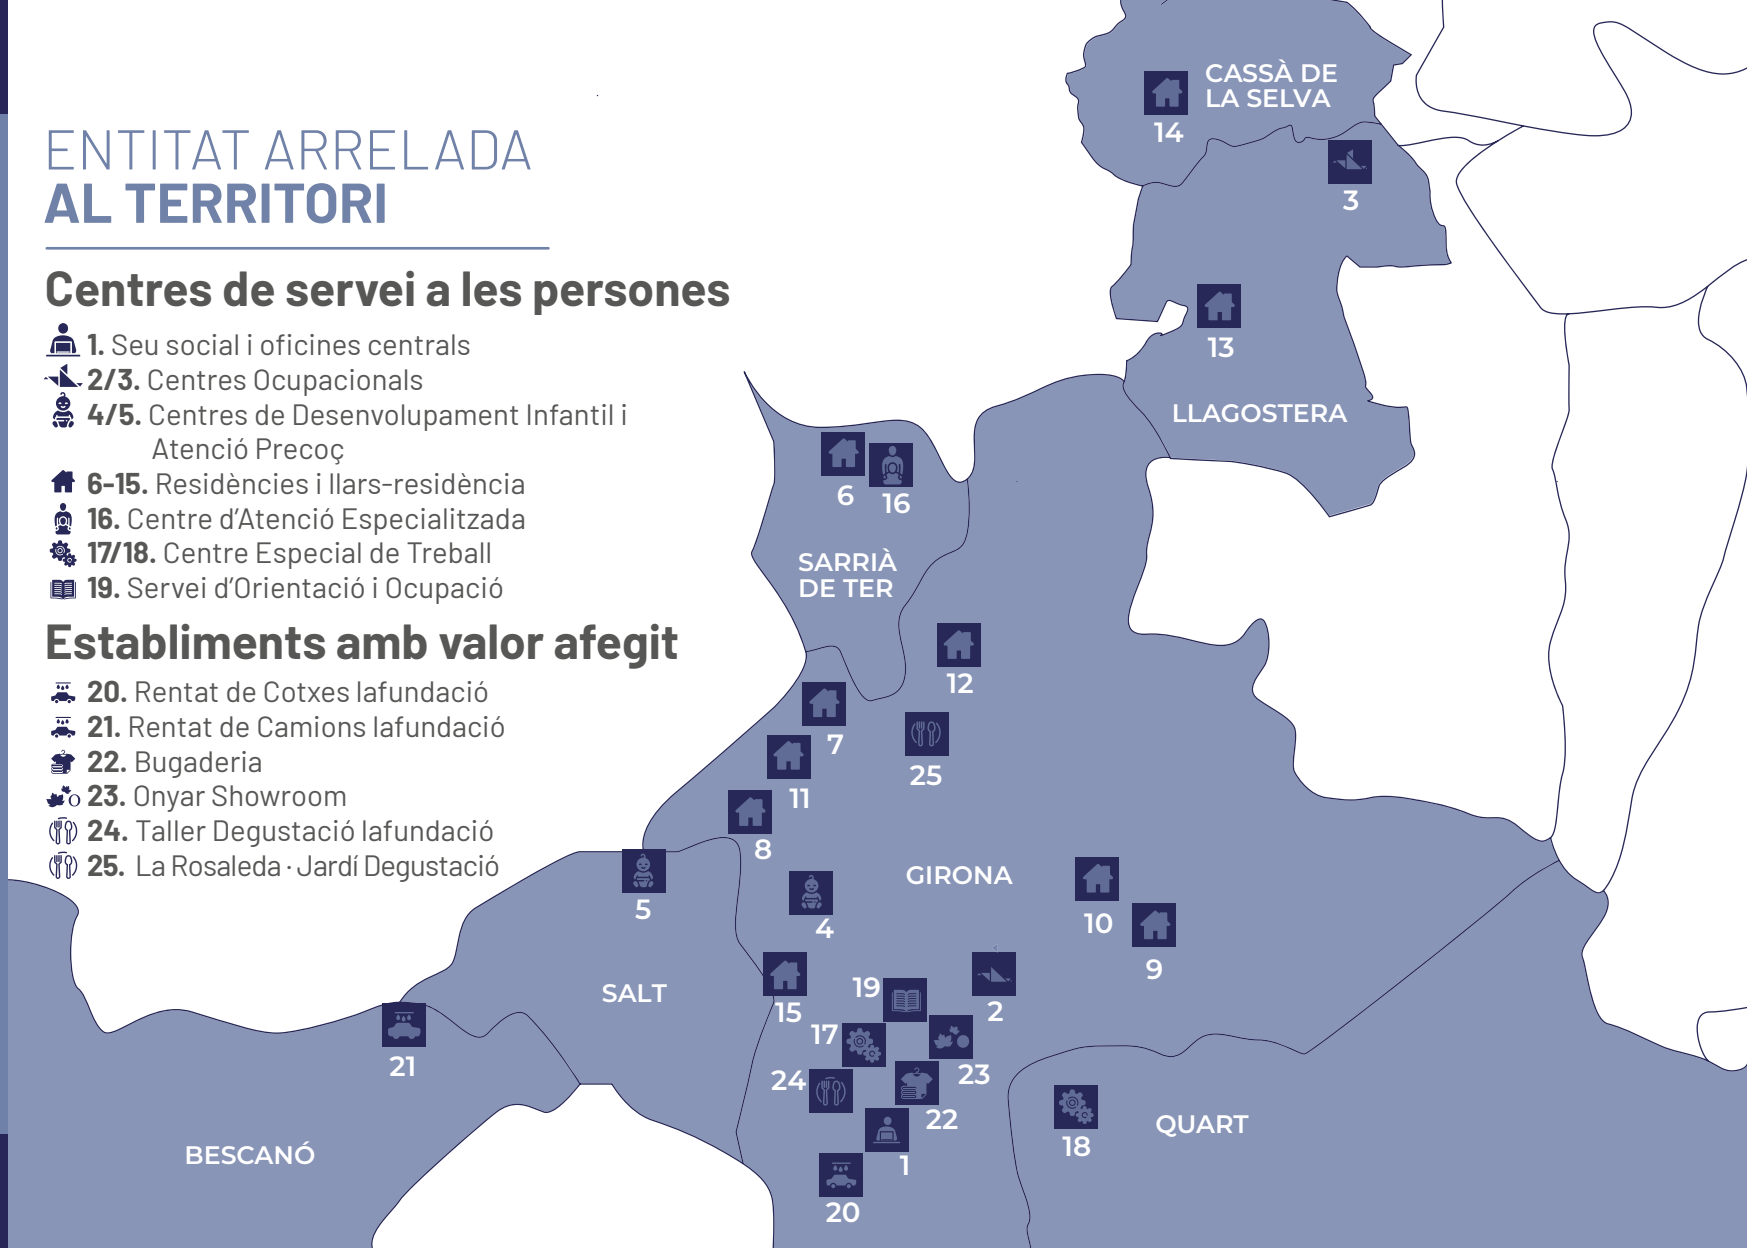 ENTITAT ARRELADA
AL TERRITORI
Centres de servei a les persones
1. Seu social i oficines centrals
2/3. Centres Ocupacionals
4/5. Centres de Desenvolupament Infantil i
Atenció Precoç
6-15. Residències i llars-residència
16. Centre d'Atenció Especialitzada
17/18. Centre Especial de Treball
19. Servei d'Orientació i Ocupació
Establiments amb valor afegit
20. Rentat de Cotxes lafundació
21. Rentat de Camions lafundació
22. Bugaderia
23. Onyar Showroom
24. Taller Degustació lafundació
25. La Rosaleda · Jardí Degustació
CASSÀ DE
LA SELVA
14
3
13
LLAGOSTERA
6
16
SARRIÀ
DE TER
12
7
25
11
8
GIRONA
5
4
10
9
SALT
19
15
2
17
21
24
23
22
QUART
18
BESCANÓ
1
20